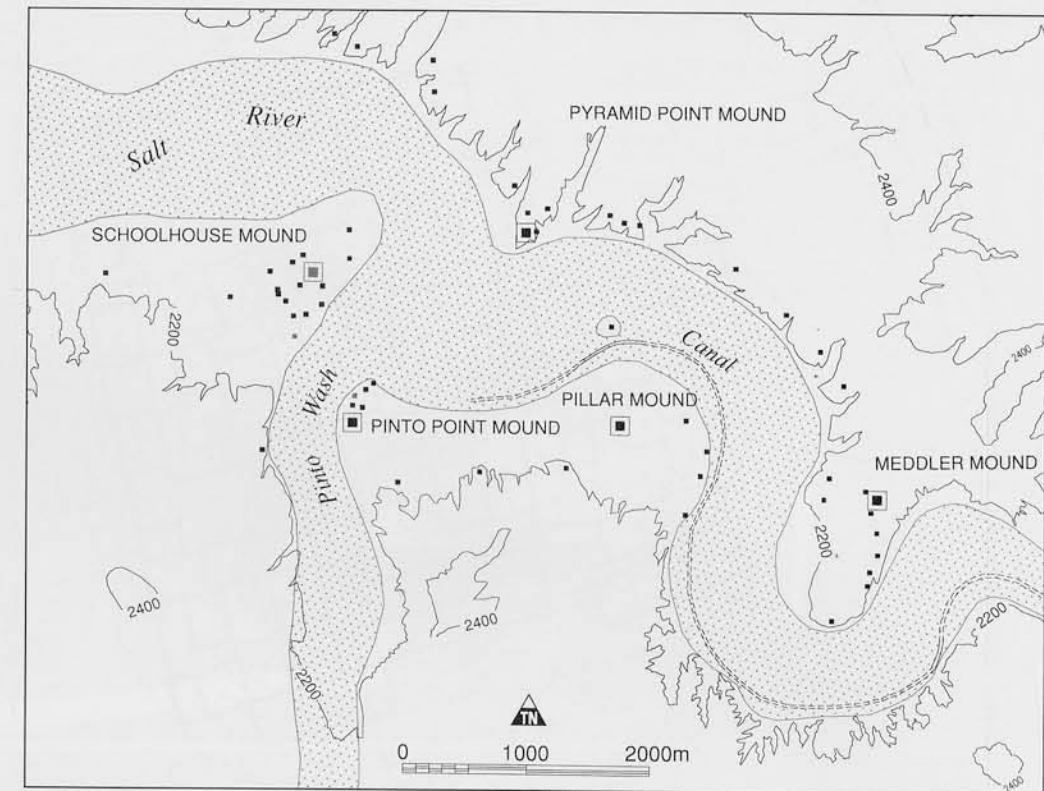 PYRAMID POINT MOUND
River
Salt
2400
SCHOOLHOUSE MOUND
2200
Canal
2400
Wash
PILLAR MOUND
PINTO POINT MOUND
MEDDLER MOUND
Pinto
2200
2400
2400
2200
2200
TN
0 1000 2000m
2400